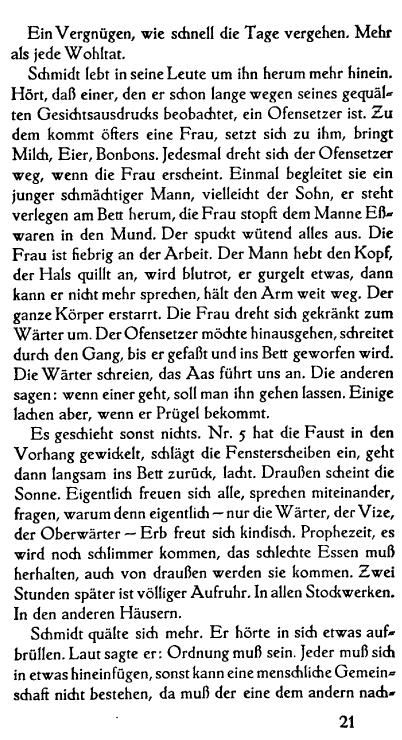 Ein Vergnügen, wie schnell die Tage vergehen. Mehr
als jede Wohltat.
Schmidt lebt in seine Leute um ihn herum mehr hinein.
Hört, daß einer, den er schon lange wegen seines gequäl-
ten Gesichtsausdrucks beobachtet, ein Ofensetzer ist. Zu
dem kommt öfters eine Frau, setzt sich zu ihm, bringt
Milch, Eier, Bonbons. Jedesmal dreht sich der Ofensetzer
weg, wenn die Frau erscheint. Einmal begleitet sie ein
junger schmächtiger Mann, vielleicht der Sohn, er steht
verlegen am Bett herum, die Frau stopft dem Manne Eß-
waren in den Mund. Der spuckt wütend alles aus. Die
Frau ist fiebrig an der Arbeit. Der Mann hebt den Kopf,
der Hals quillt an, wird blutrot, er gurgelt etwas, dann
kann er nicht mehr sprechen, hält den Arm weit weg. Der
ganze Körper erstarrt. Die Frau dreht sich gekränkt zum
Wärter um. Der Ofensetzer möchte hinausgehen, schreitet
durch den Gang, bis er gefaßt und ins Bett geworfen wird.
Die Wärter schreien, das Aas führt uns an. Die anderen
sagen: wenn einer geht, soll man ihn gehen lassen. Einige
lachen aber, wenn er Prügel bekommt.
Es geschieht sonst nichts. Nr. 5 hat die Faust in den
Vorhang gewickelt, schlägt die Fensterscheiben ein, geht
dann langsam ins Bett zurück, lacht. Draußen scheint die
Sonne. Eigentlich freuen sich alle, sprechen miteinander,
fragen, warum denn eigentlich — nur die Wärter, der Vize,
der Oberwärter — Erb freut sich kindisch. Prophezeit, es
wird noch schlimmer kommen, das schlechte Essen muß
herhalten, auch von draußen werden sie kommen. Zwei
Stunden später ist völliger Aufruhr. In allen Stockwerken.
In den anderen Häusern.
Schmidt quälte sich mehr. Er hörte in sich etwas auf-
brüllen. Laut sagte er: Ordnung muß sein. Jeder muß sich
in etwas hineinfügen, sonst kann eine menschliche Gemein-
schaft nicht bestehen, da muß der eine dem andern nach-
21